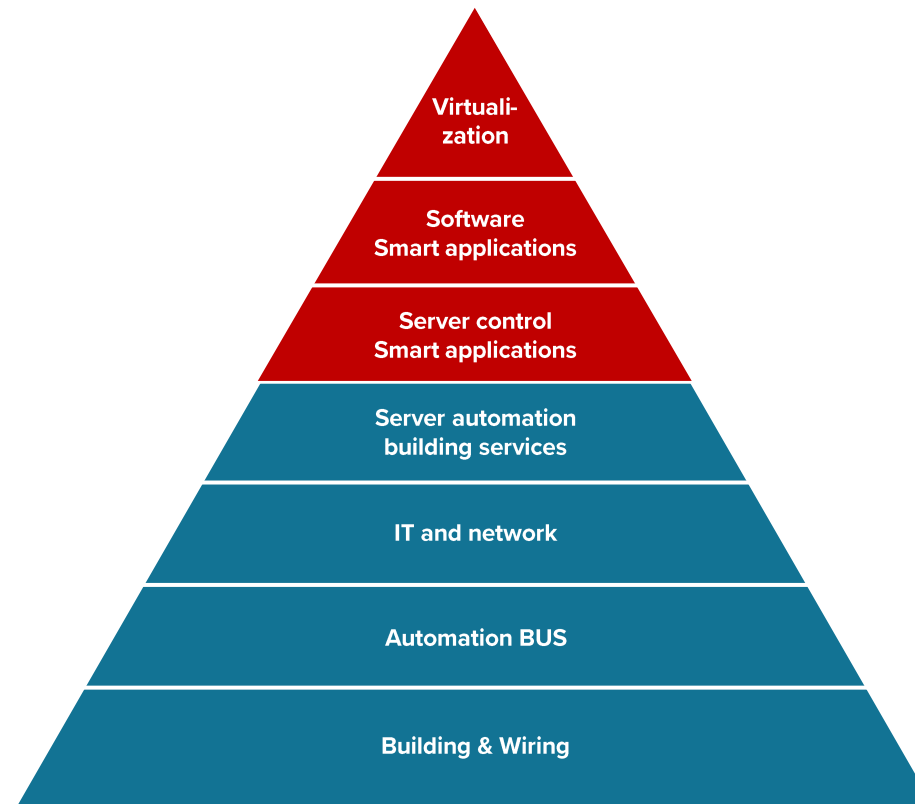 Virtuali-
zation
Software
Smart applications
Server control
Smart applications
Server automation
building services
IT and network
Automation BUS
Building & Wiring